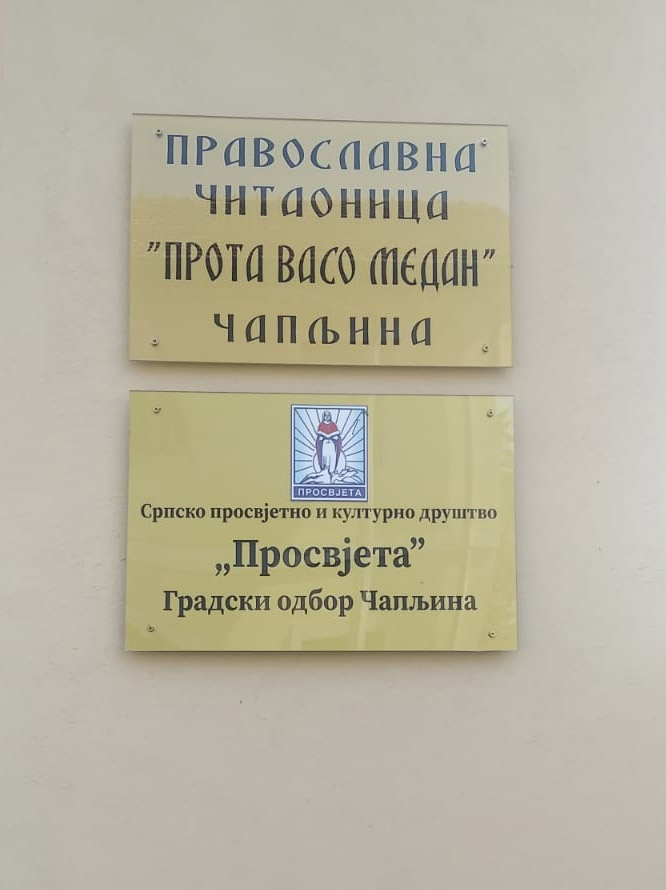 ПРАВОСЛАВНА
ЧИТАОНИЦА
"ПРОТА ВАСО МЕДАН"
ЧАПЉИНА
ПРОСВЈЕТА
Српско просвјетно и културно друштво
„Просвјета”
Градски одбор Чапљина